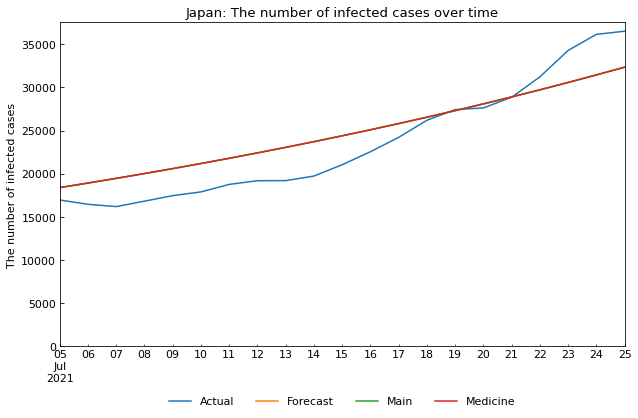 Japan: The number of infected cases over time
The number of infected cases
35000
30000
25000
20000
15000
10000
5000
0
05 06 07 08 09 10 11 12 13 14 15 16 17 18 19 20 21 22 23 24 25
Jul
2021
Actual Forecast Main Medicine